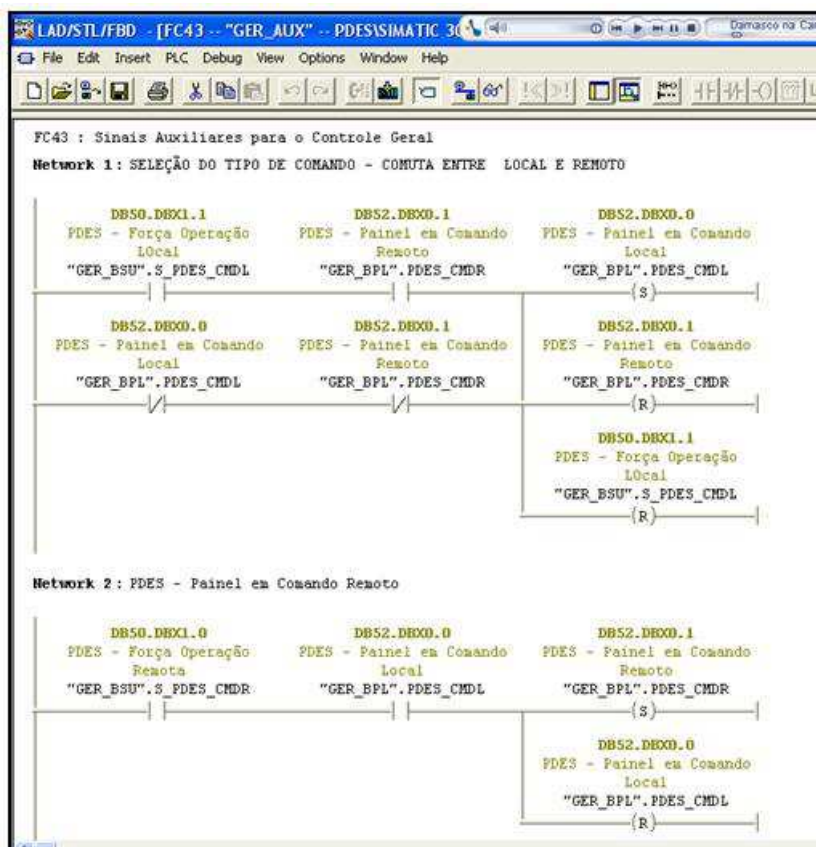 LAD/STL/FBD - [FC43 -- "GER_AUX" -- PDES\SIMATIC 30
Damasco na
File Edit Insert PLC Debug View Options Window Help
FC43 : Sinais Auxiliares para o Controle Geral
Network 1: SELEÇÃO DO TIPO DE COMANDO - COMUTA ENTRE LOCAL E REMOTO
DB50.DBX1.1 DB52.DBX0.1 DB52.DBX0.0
PDES - Força Operação PDES - Painel em Comando PDES - Painel em Comando
LOcal Remoto Local
"GER_BSU".S_PDES_CMDL "GER_BPL".PDES_CMDR "GER_BPL".PDES_CMDL
(S)
DB52.DBX0.0 DB52.DBX0.1 DB52.DBX0.1
PDES - Painel em Comando PDES - Painel em Comando PDES - Painel em Comando
Local Remoto Remoto
"GER_BPL".PDES_CMDL "GER_BPL".PDES_CMDR "GER_BPL".PDES_CMDR
(R)
DB50.DBX1.1
PDES - Força Operação
LOcal
"GER_BSU".S_PDES_CMDL
(R)
Network 2: PDES - Painel em Comando Remoto
DB50.DBX1.0 DB52.DBX0.0 DB52.DBX0.1
PDES - Força Operação PDES - Painel em Comando PDES - Painel em Comando
Remota Local Remoto
"GER_BSU".S_PDES_CMDR "GER_BPL".PDES_CMDL "GER_BPL".PDES_CMDR
(S)
DB52.DBX0.0
PDES - Painel em Comando
Local
"GER_BPL".PDES_CMDL
(R)